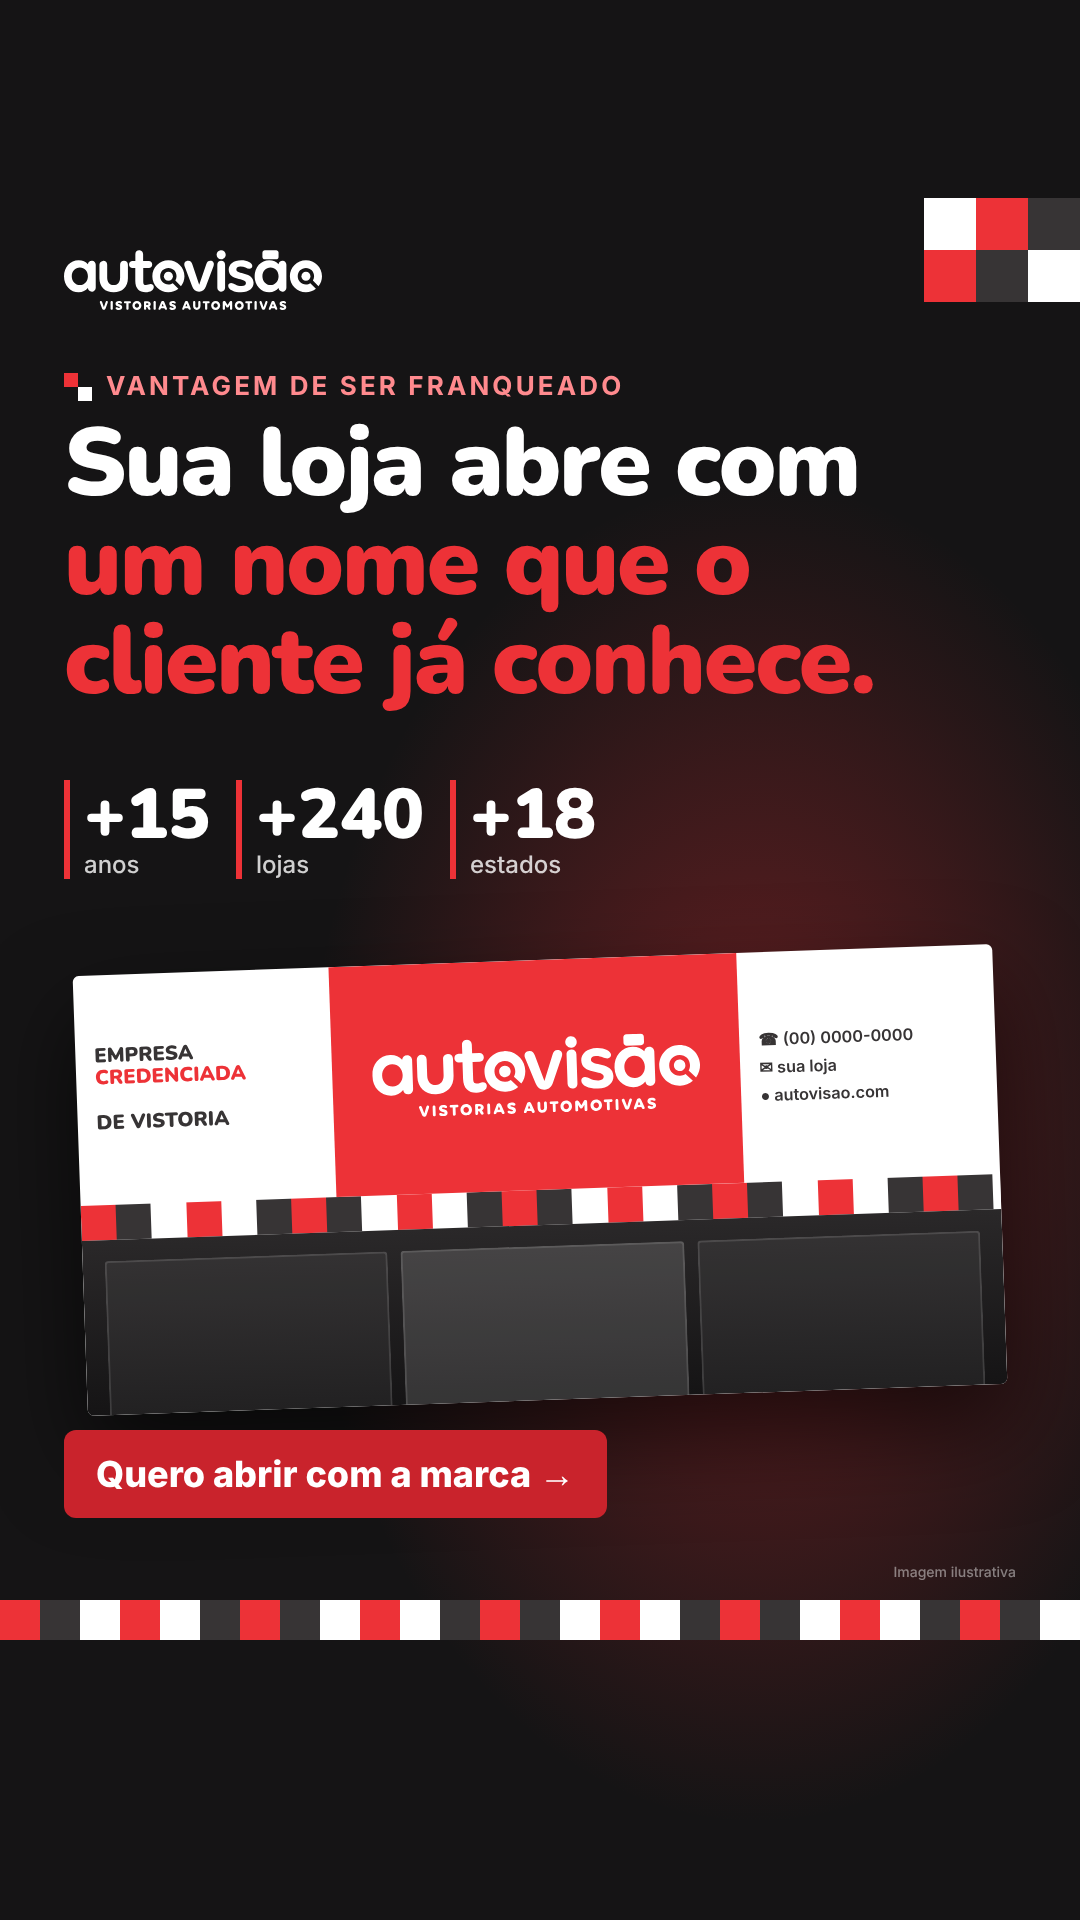 autovisão
VISTORIAS AUTOMOTIVAS
VANTAGEM DE SER FRANQUEADO
Sua loja abre com
um nome que o
cliente já conhece.
+15
anos
+240
lojas
+18
estados
EMPRESA
CREDENCIADA
DE VISTORIA
autovisão
VISTORIAS AUTOMOTIVAS
☎ (00) 0000-0000
✉ sua loja
● autovisao.com
Quero abrir com a marca →
Imagem ilustrativa